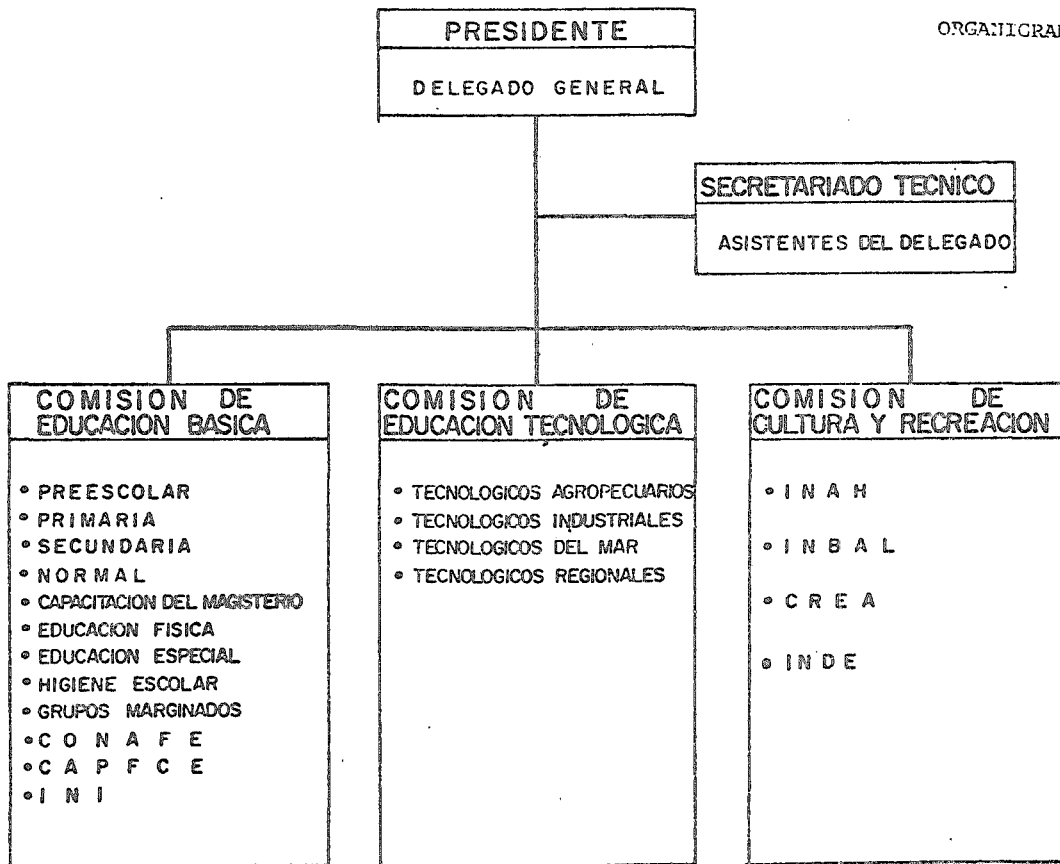 PRESIDENTE
DELEGADO GENERAL
SECRETARIADO TECNICO
ASISTENTES DEL DELEGADO
COMISION DE
EDUCACION BASICA
• PREESCOLAR
• PRIMARIA
• SECUNDARIA
• NORMAL
• CAPACITACION DEL MAGISTERIO
• EDUCACION FISICA
• EDUCACION ESPECIAL
• HIGIENE ESCOLAR
• GRUPOS MARGINADOS
• C O N A F E
• C A P F C E
• I N I
COMISION DE
EDUCACION TECNOLOGICA
• TECNOLOGICOS AGROPECUARIOS
• TECNOLOGICOS INDUSTRIALES
• TECNOLOGICOS DEL MAR
• TECNOLOGICOS REGIONALES
COMISION DE
CULTURA Y RECREACION
• I N A H
• I N B A L
• C R E A
• I N D E